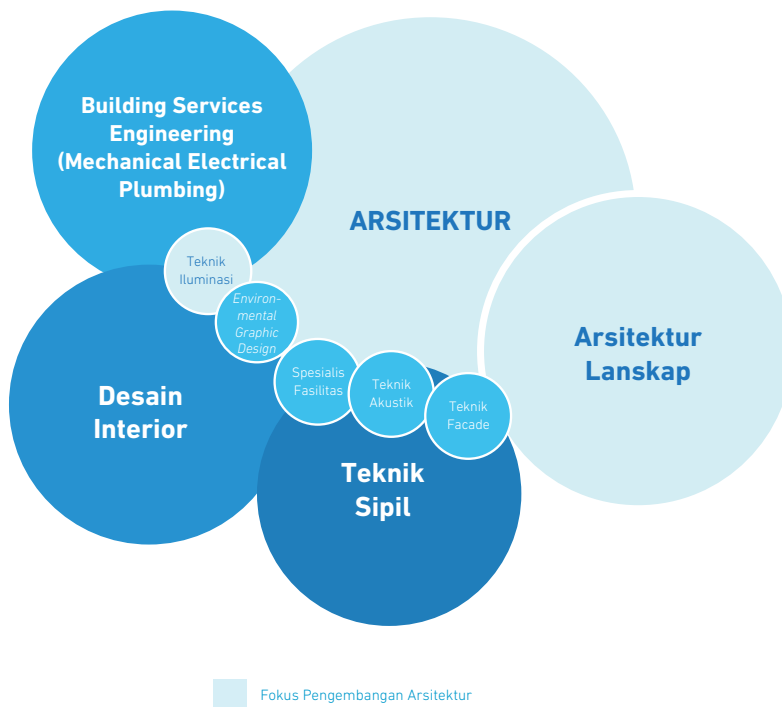 Building Services
Engineering
(Mechanical Electrical
Plumbing)
ARSITEKTUR
Teknik
Iluminasi
Environ-
mental
Graphic
Design
Arsitektur
Lanskap
Spesialis
Fasilitas
Teknik
Akustik
Teknik
Facade
Desain
Interior
Teknik
Sipil
Fokus Pengembangan Arsitektur